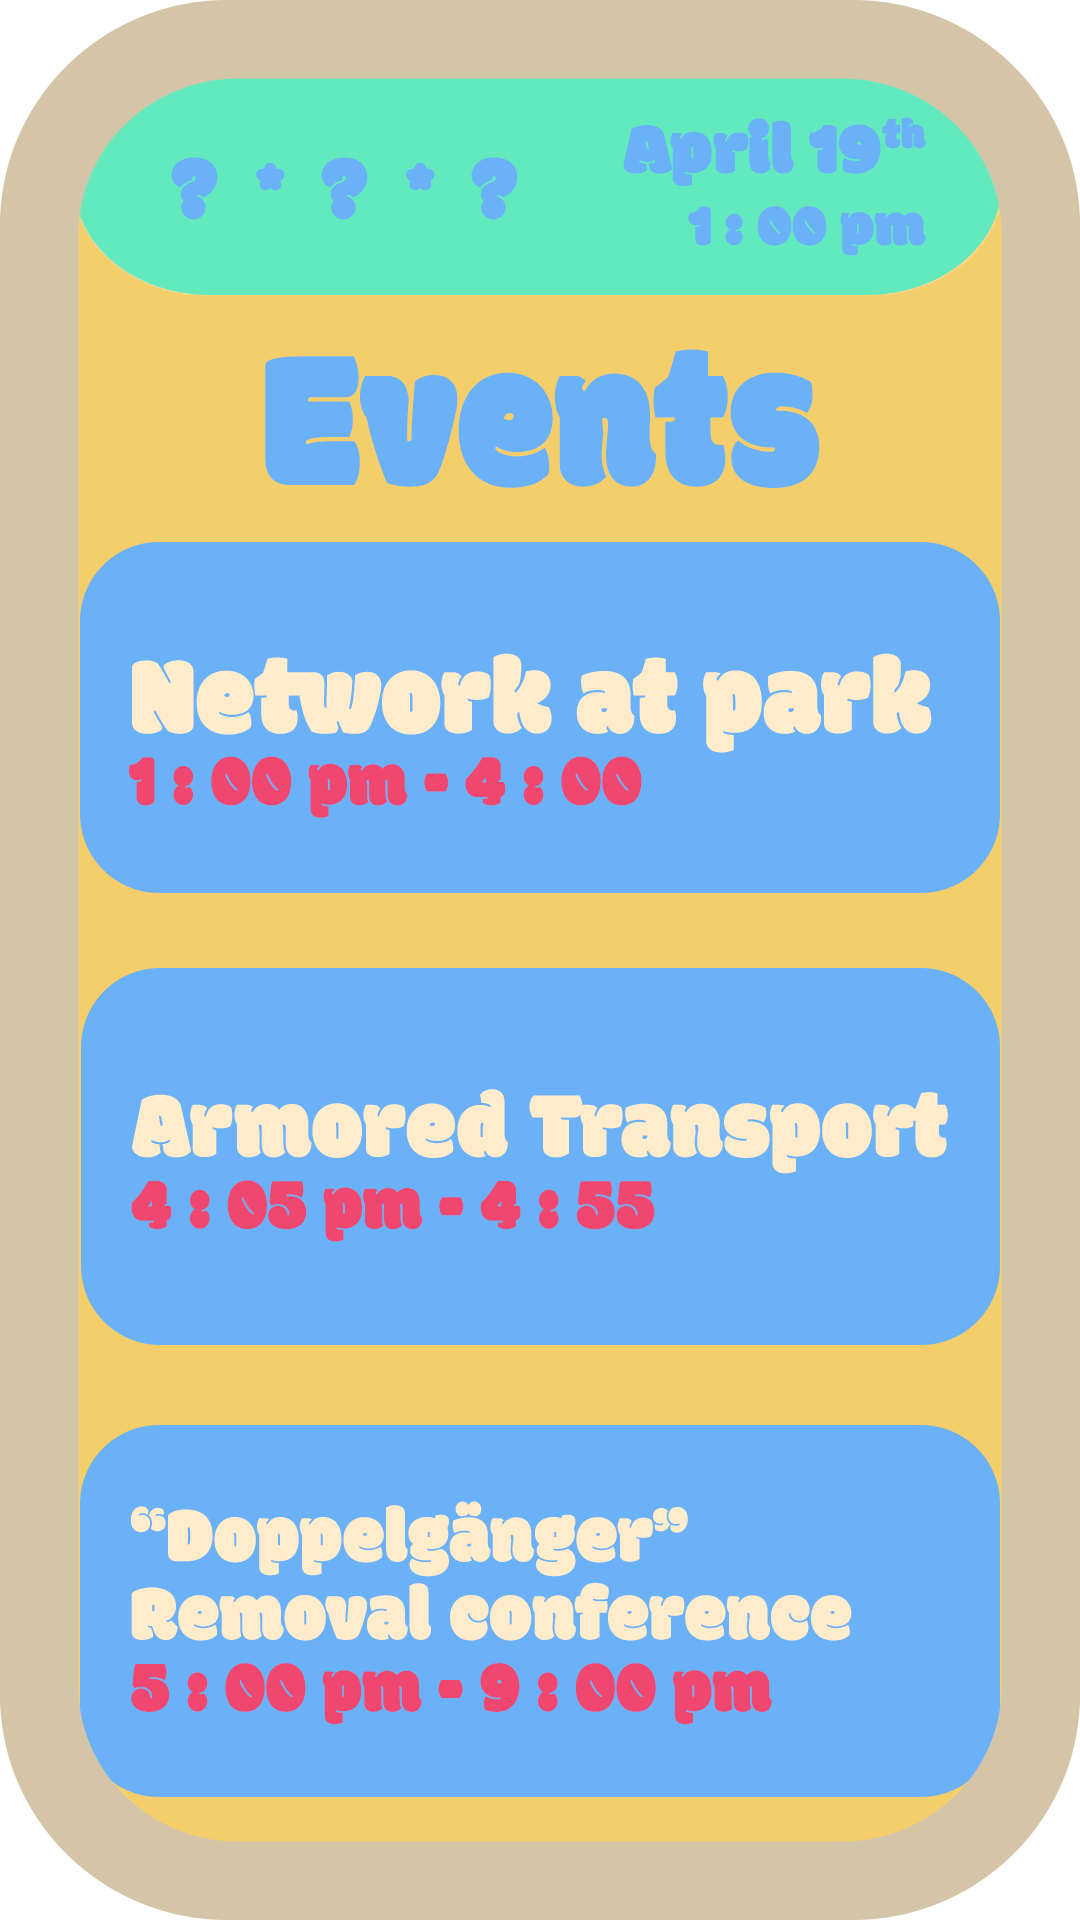 ? * ? * ?
April 19th
1 : 00 pm
Events
Network at park
1 : 00 pm - 4 : 00
Armored Transport
4 : 05 pm - 4 : 55
“Doppelgänger”
Removal conference
5 : 00 pm - 9 : 00 pm